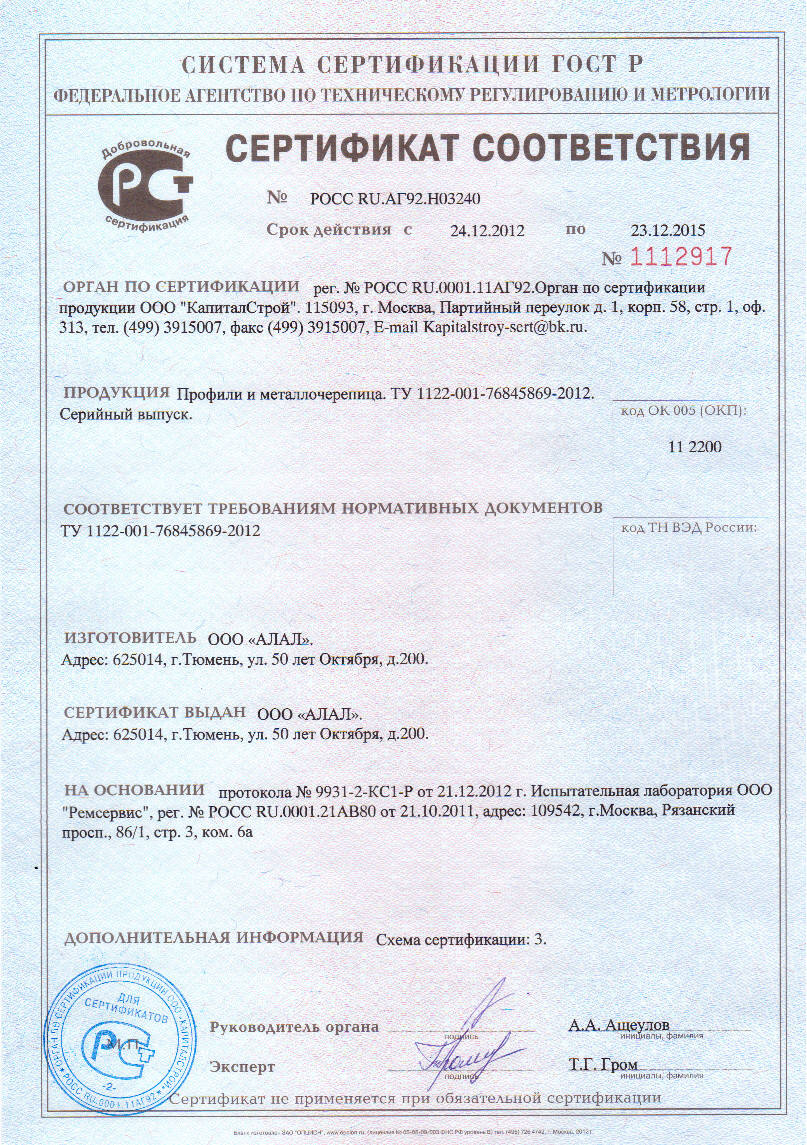 СИСТЕМА СЕРТИФИКАЦИИ ГОСТ Р
ФЕДЕРАЛЬНОЕ АГЕНТСТВО ПО ТЕХНИЧЕСКОМУ РЕГУЛИРОВАНИЮ И МЕТРОЛОГИИ
Добровольная
РСТ
сертификация
СЕРТИФИКАТ СООТВЕТСТВИЯ
№ РОСС RU.АГ92.Н03240
Срок действия с 24.12.2012 по 23.12.2015
№ 1112917
ОРГАН ПО СЕРТИФИКАЦИИ рег. № РОСС RU.0001.11АГ92.Орган по сертификации
продукции ООО "КапиталСтрой". 115093, г. Москва, Партийный переулок д. 1, корп. 58, стр. 1, оф.
313, тел. (499) 3915007, факс (499) 3915007, E-mail Kapitalstroy-sert@bk.ru.
ПРОДУКЦИЯ Профили и металлочерепица. ТУ 1122-001-76845869-2012.
Серийный выпуск.
код ОК 005 (ОКП):
11 2200
СООТВЕТСТВУЕТ ТРЕБОВАНИЯМ НОРМАТИВНЫХ ДОКУМЕНТОВ
ТУ 1122-001-76845869-2012
код ТН ВЭД России:
ИЗГОТОВИТЕЛЬ ООО «АЛАЛ».
Адрес: 625014, г.Тюмень, ул. 50 лет Октября, д.200.
СЕРТИФИКАТ ВЫДАН ООО «АЛАЛ».
Адрес: 625014, г.Тюмень, ул. 50 лет Октября, д.200.
НА ОСНОВАНИИ протокола № 9931-2-КС1-Р от 21.12.2012 г. Испытательная лаборатория ООО
"Ремсервис", рег. № РОСС RU.0001.21АВ80 от 21.10.2011, адрес: 109542, г.Москва, Рязанский
просп., 86/1, стр. 3, ком. 6а
ДОПОЛНИТЕЛЬНАЯ ИНФОРМАЦИЯ Схема сертификации: 3.
ОРГАН ПО СЕРТИФИКАЦИИ ПРОДУКЦИИ ООО
РОСС RU.0001.11АГ92
ДЛЯ
СЕРТИФИКАТОВ
РСТ
М.П.
-2-
Руководитель органа
подпись
А.А. Ащеулов
инициалы, фамилия
Эксперт
подпись
Т.Г. Гром
инициалы, фамилия
Сертификат не применяется при обязательной сертификации